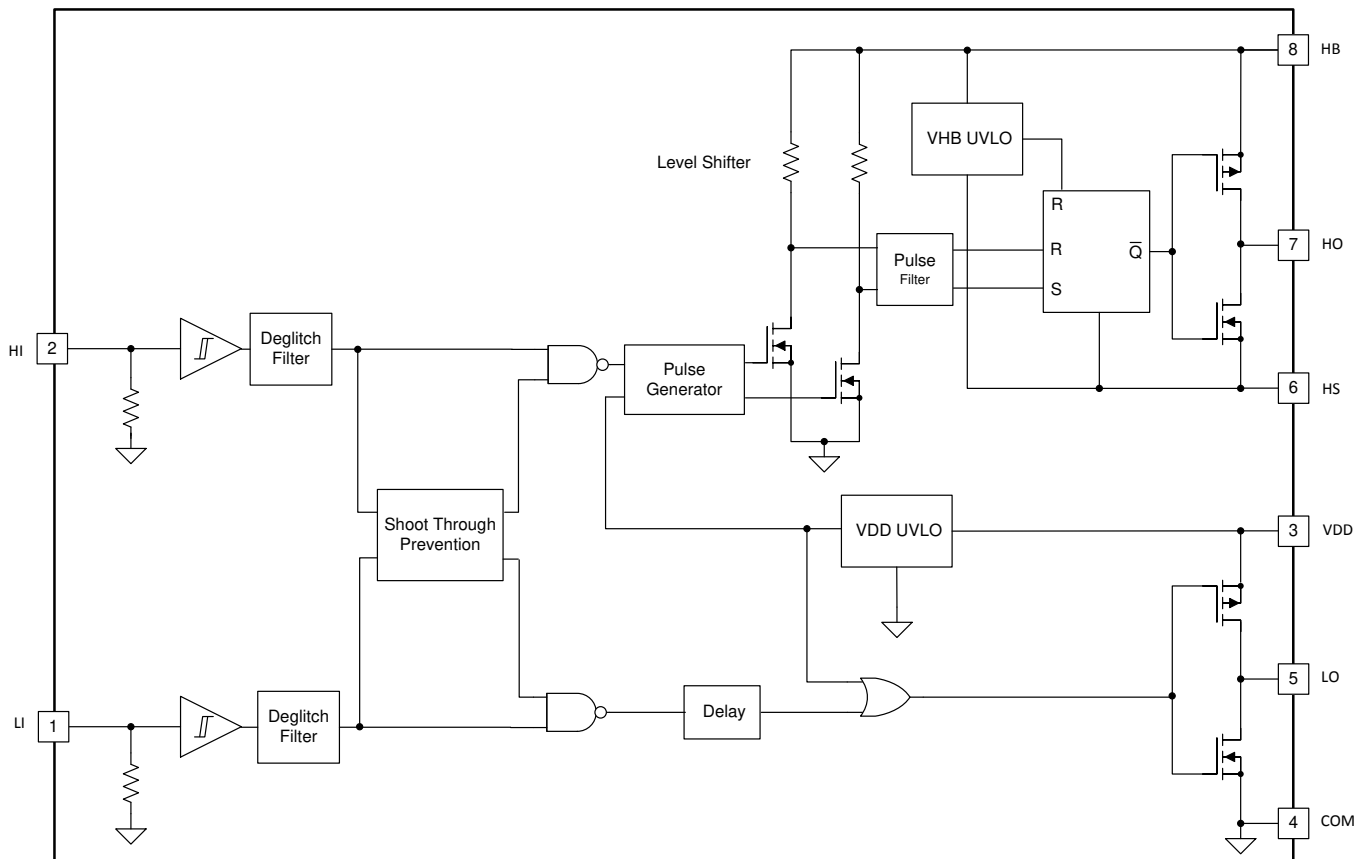 8 HB
VHB UVLO
Level Shifter
R
R
S
Q̅
Pulse
Filter
7 HO
HI 2
Deglitch
Filter
Pulse
Generator
6 HS
Shoot Through
Prevention
VDD UVLO
3 VDD
LI 1
Deglitch
Filter
Delay
5 LO
4 COM